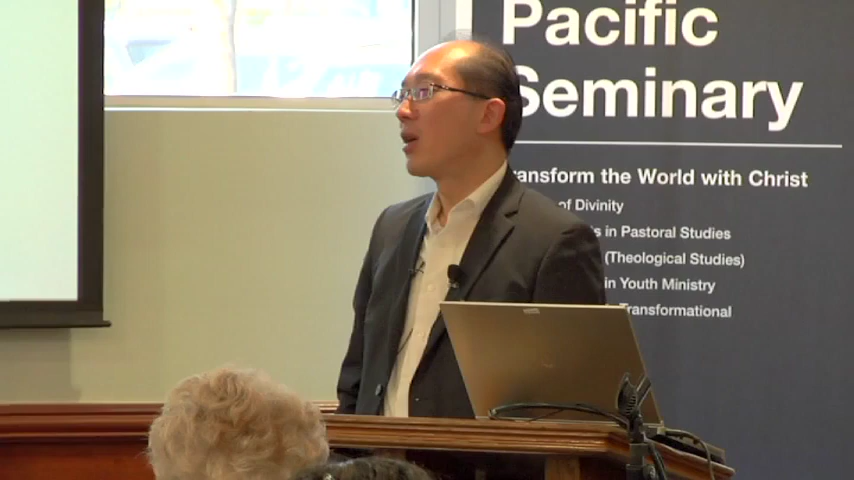 Pacific
Seminary
ransform the World with Christ
of Divinity
in Pastoral Studies
(Theological Studies)
in Youth Ministry
Transformational